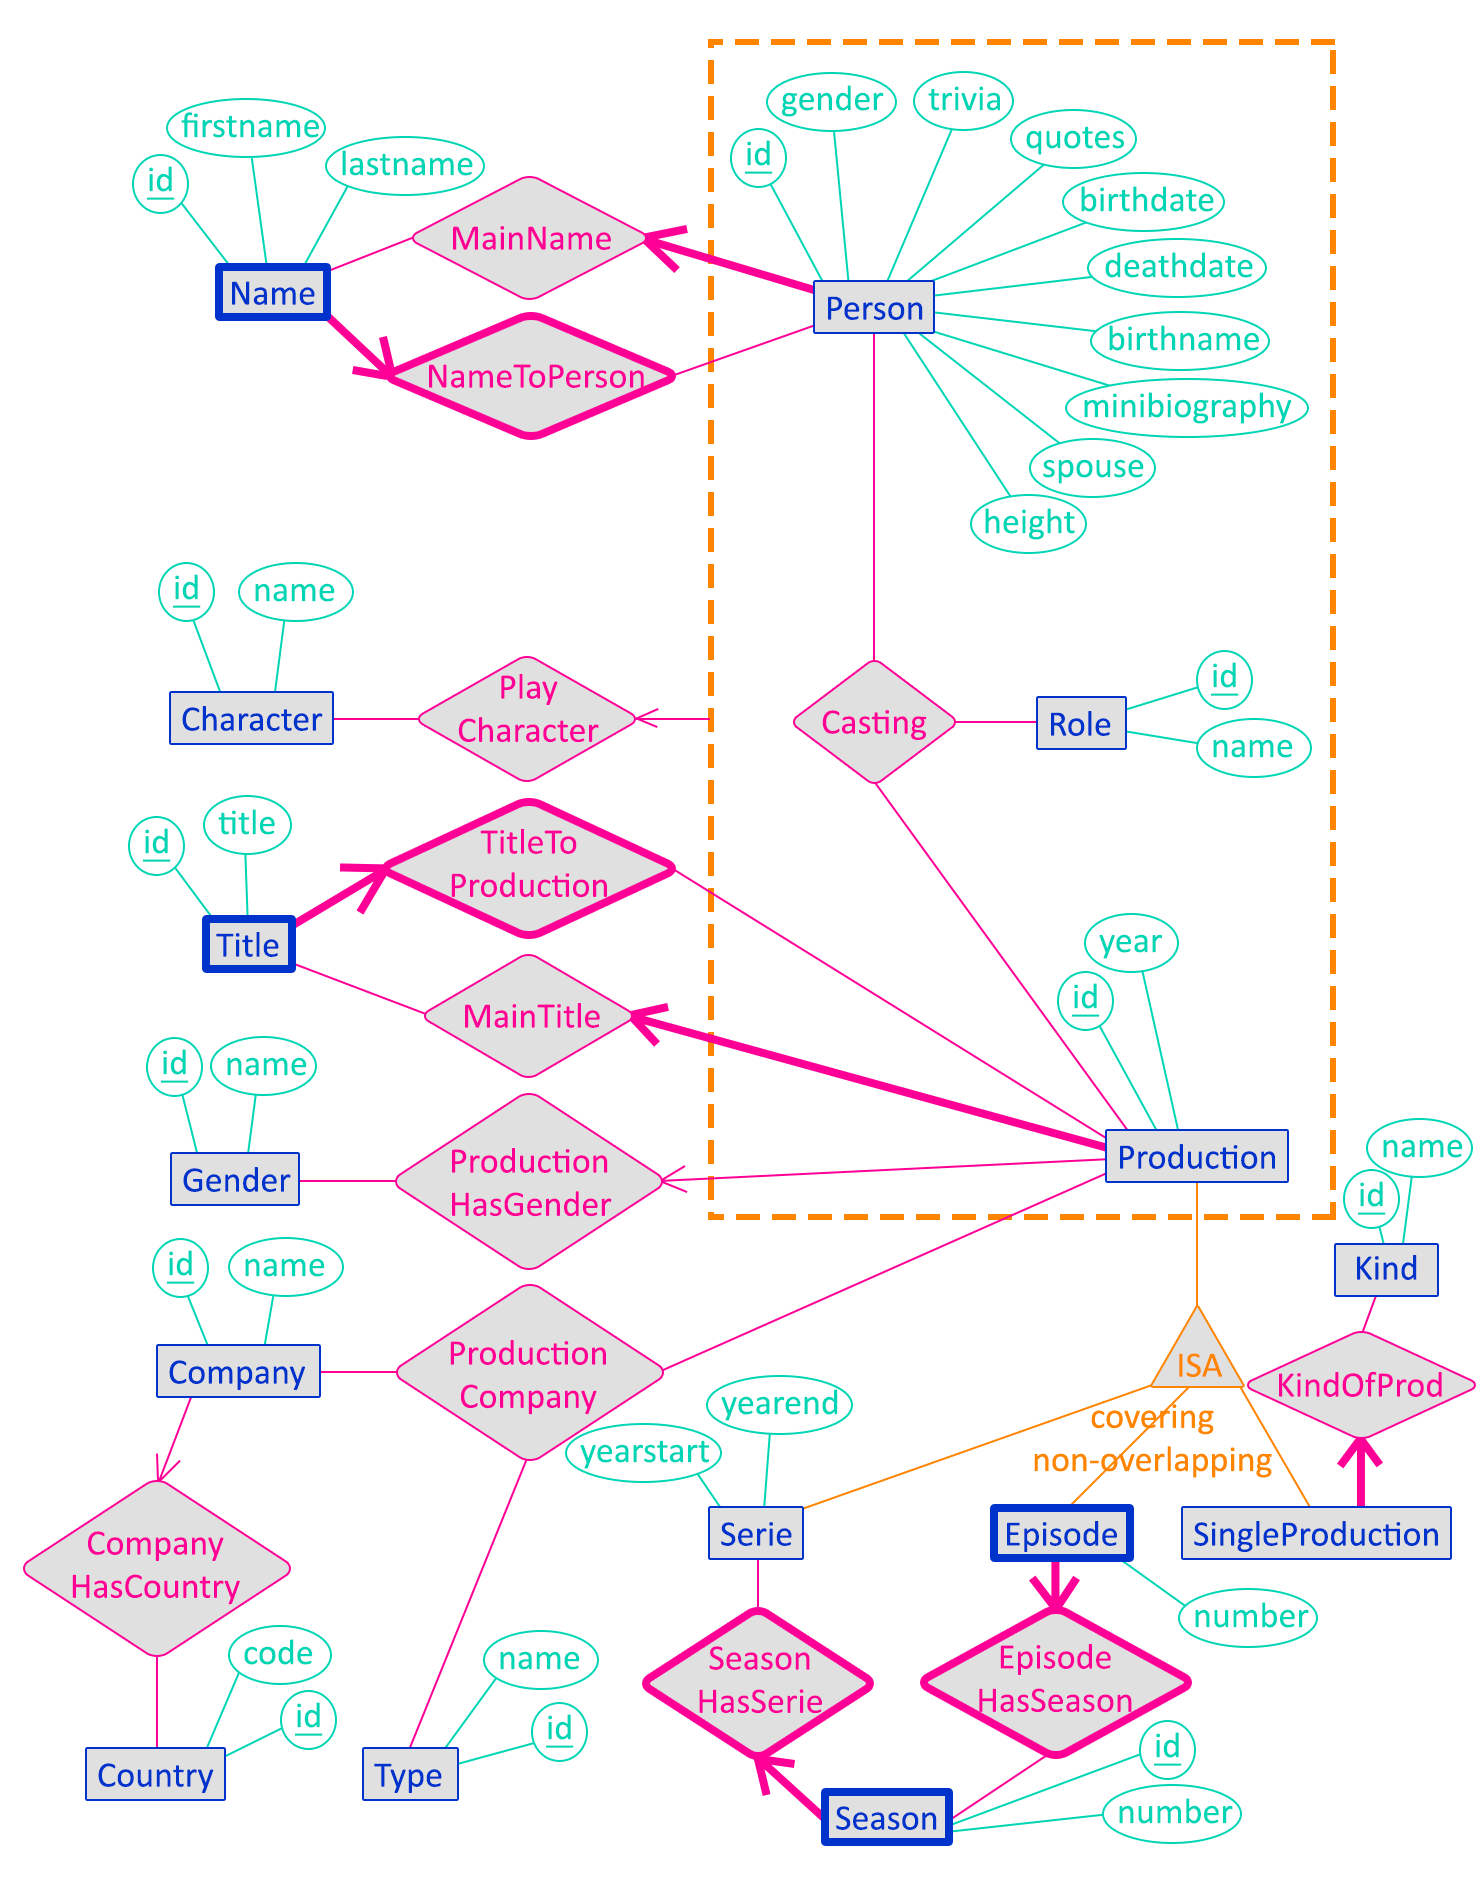 gender
trivia
firstname
quotes
id
lastname
id
birthdate
MainName
deathdate
Name
Person
birthname
NameToPerson
minibiography
spouse
height
id
name
Play
Character
Character
Casting
Role
id
name
id
title
TitleTo
Production
Title
year
id
MainTitle
id
name
Production
HasGender
Gender
Production
name
id
Kind
id
name
Company
Production
Company
ISA
KindOfProd
covering
non-overlapping
yearend
yearstart
Serie
Episode
SingleProduction
number
Company
HasCountry
code
id
Country
name
id
Type
Season
HasSerie
Episode
HasSeason
id
number
Season